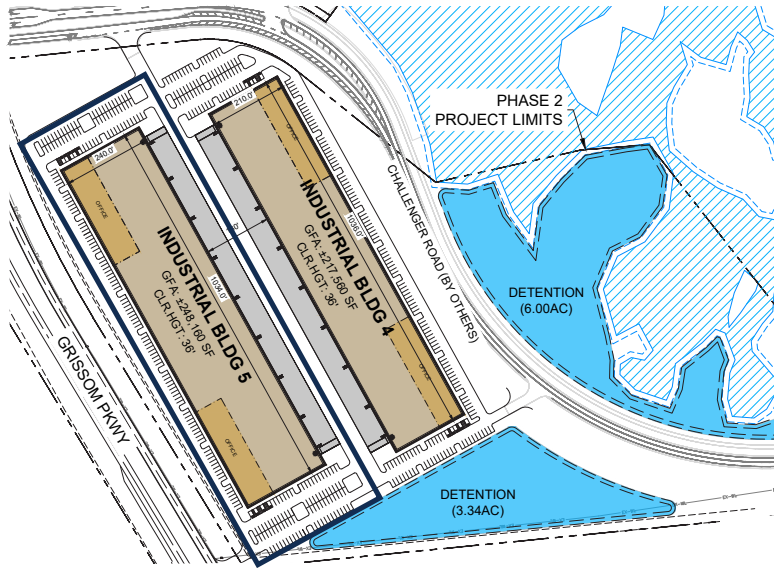 PHASE 2
PROJECT LIMITS
210.0'
OFFICE
240.0'
OFFICE
INDUSTRIAL BLDG 4
GFA: ±217,560 SF
CLR.HGT: 36'
1036.0'
CHALLENGER ROAD (BY OTHERS)
INDUSTRIAL BLDG 5
GFA: ±248,160 SF
CLR.HGT: 36'
1034.0'
DETENTION
(6.00AC)
GRISSOM PKWY
OFFICE
OFFICE
DETENTION
(3.34AC)